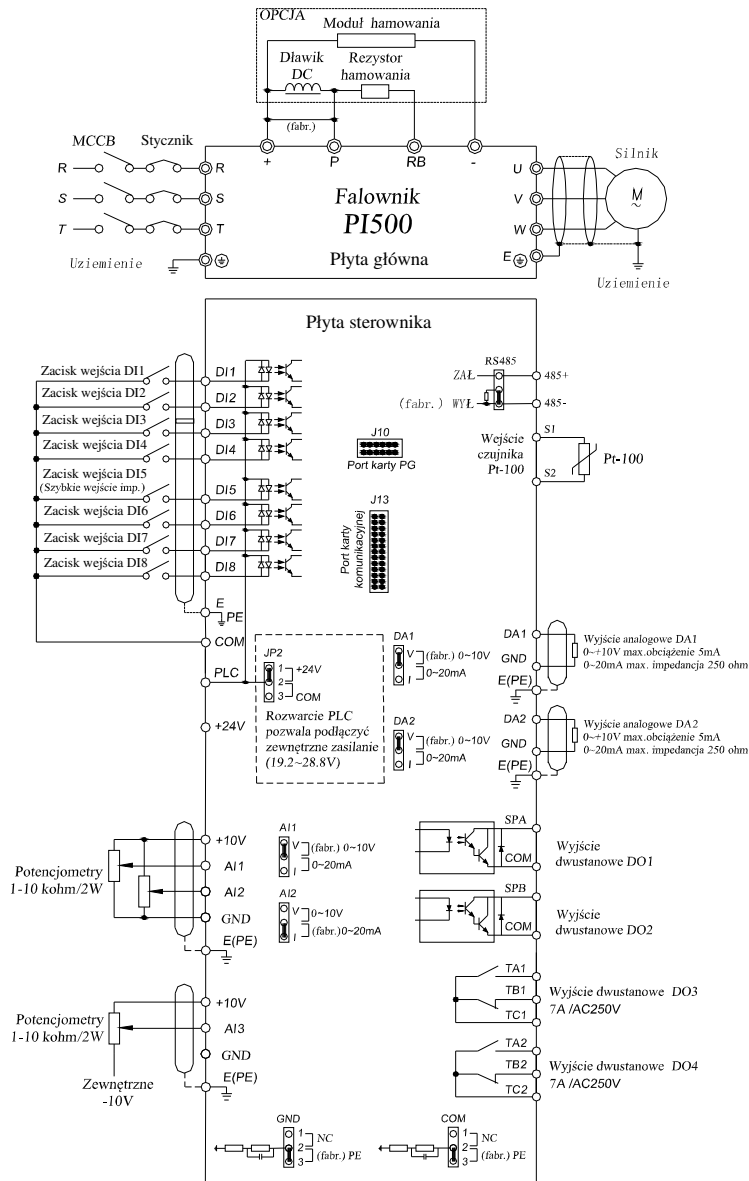 OPCJA
Moduł hamowania
Dławik
DC
Rezystor
hamowania
(fabr.)
MCCB Stycznik
+ P RB -
R R U
S S V
T T W
E
Silnik
M
~
Falownik
PI500
Płyta główna
Uziemienie
Uziemienie
Płyta sterownika
Zacisk wejścia DI1
DI1
Zacisk wejścia DI2
DI2
Zacisk wejścia DI3
DI3
Zacisk wejścia DI4
DI4
Zacisk wejścia DI5
(Szybkie wejście imp.)
DI5
Zacisk wejścia DI6
DI6
Zacisk wejścia DI7
DI7
Zacisk wejścia DI8
DI8
E
PE
COM
PLC
+24V
RS485
ZAŁ
485+
(fabr.) WYŁ
485-
J10
Port karty PG
J13
Port karty
komunikacyjnej
Wejście
czujnika
Pt-100
S1
S2
Pt-100
JP2
1 +24V
2
3 COM
Rozwarcie PLC
pozwala podłączyć
zewnętrzne zasilanie
(19.2~28.8V)
DA1
V (fabr.) 0~10V
I 0~20mA
DA2
V (fabr.) 0~10V
I 0~20mA
DA1
GND
E(PE)
Wyjście analogowe DA1
0~+10V max.obciążenie 5mA
0~20mA max. impedancja 250 ohm
DA2
GND
E(PE)
Wyjście analogowe DA2
0~+10V max.obciążenie 5mA
0~20mA max. impedancja 250 ohm
Potencjometry
1-10 kohm/2W
+10V
AI1
AI2
GND
E(PE)
AI1
V (fabr.) 0~10V
I 0~20mA
AI2
V 0~10V
I (fabr.)0~20mA
SPA
COM
Wyjście
dwustanowe DO1
SPB
COM
Wyjście
dwustanowe DO2
Potencjometry
1-10 kohm/2W
Zewnętrzne
-10V
+10V
AI3
GND
E(PE)
TA1
TB1
TC1
Wyjście dwustanowe DO3
7A /AC250V
TA2
TB2
TC2
Wyjście dwustanowe DO4
7A /AC250V
GND
1 NC
2
3 (fabr.) PE
COM
1 NC
2
3 (fabr.) PE